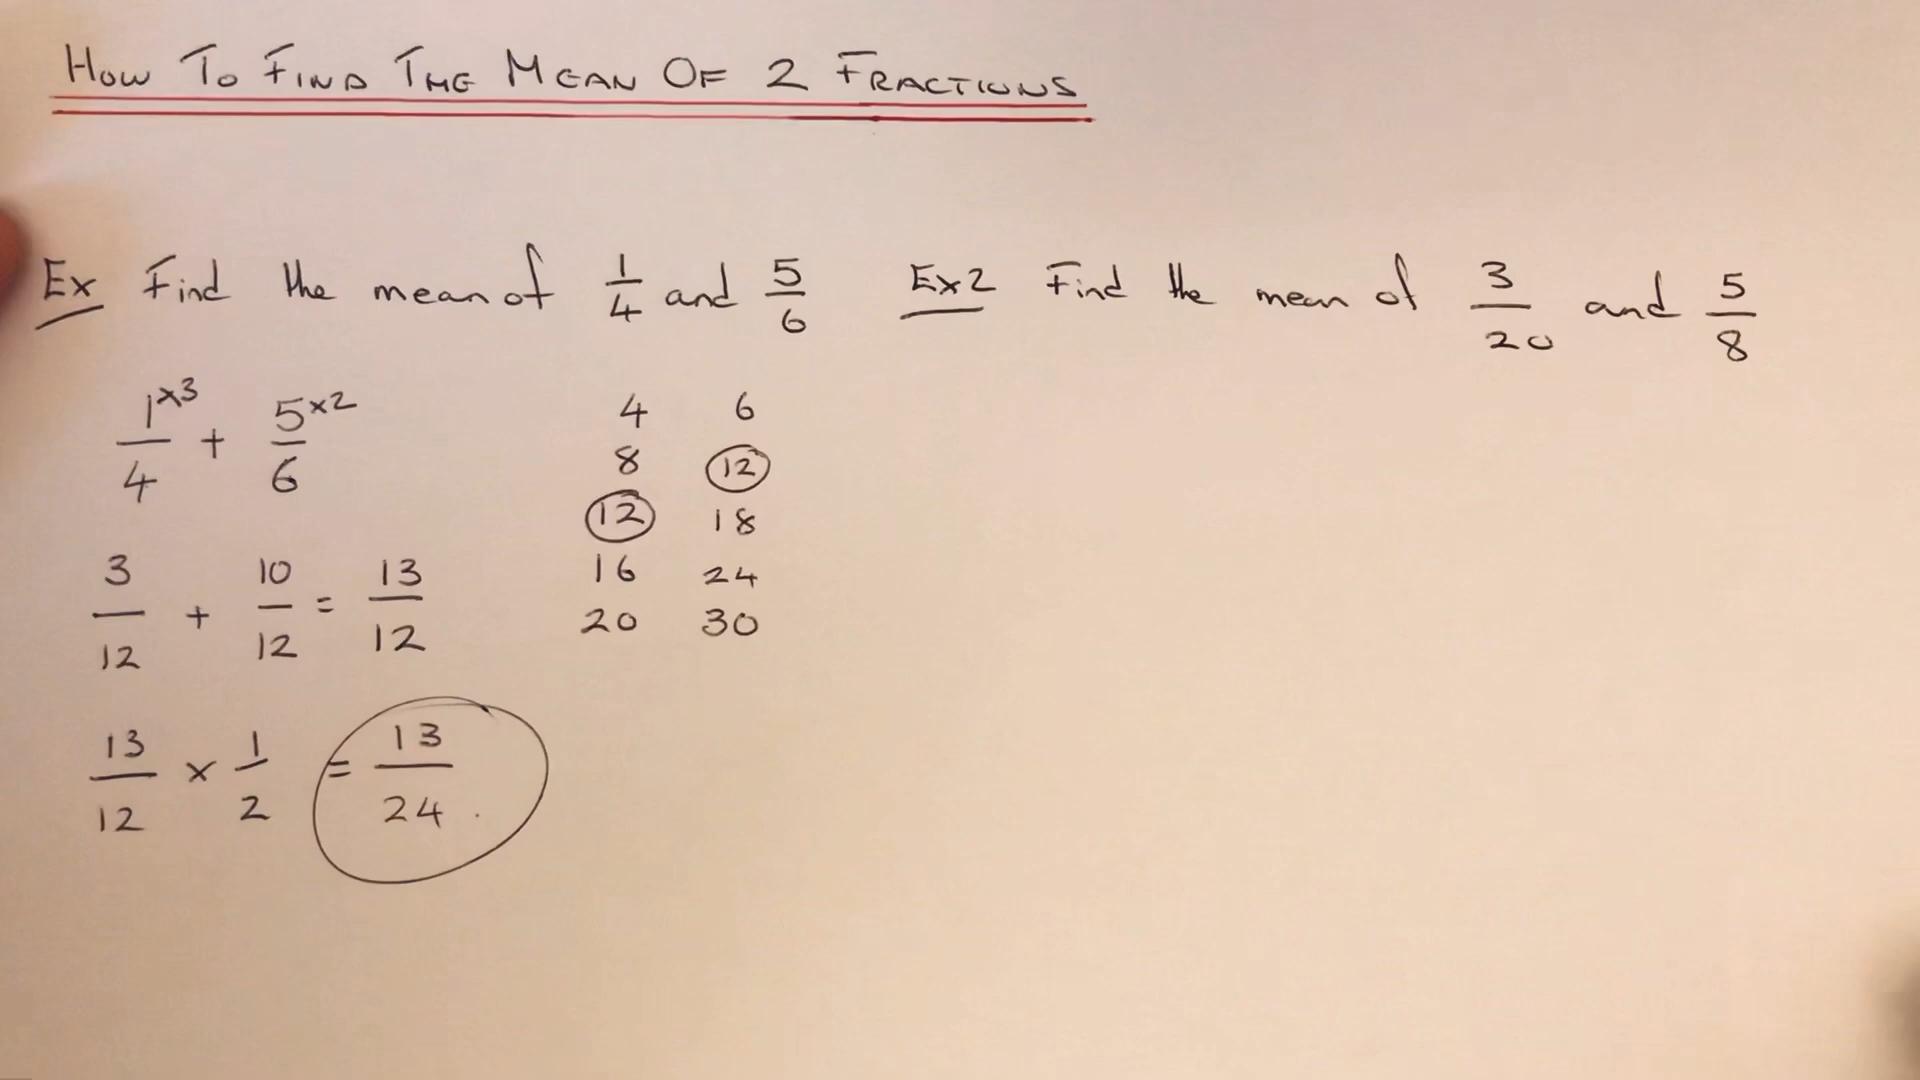 How To Find The Mean Of 2 Fractions
Ex Find the mean of 1/4 and 5/6
1×3/4 + 5×2/6
3/12 + 10/12 = 13/12
13/12 × 1/2 = 13/24.
4 6
8 12
12 18
16 24
20 30
Ex2 Find the mean of 3/20 and 5/8